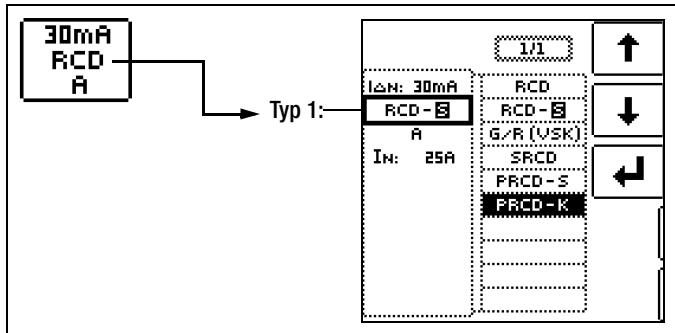 30mA
RCD
A
Typ 1:
1/1
IΔN: 30mA
RCD-S
A
IN: 25A
RCD
RCD-S
G/R (VSK)
SRCD
PRCD-S
PRCD-K